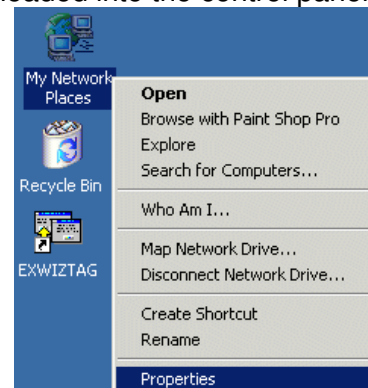 loaded into the control panel
My Network
Places
Recycle Bin
EXWIZTAG
Open
Browse with Paint Shop Pro
Explore
Search for Computers...
Who Am I...
Map Network Drive...
Disconnect Network Drive...
Create Shortcut
Rename
Properties